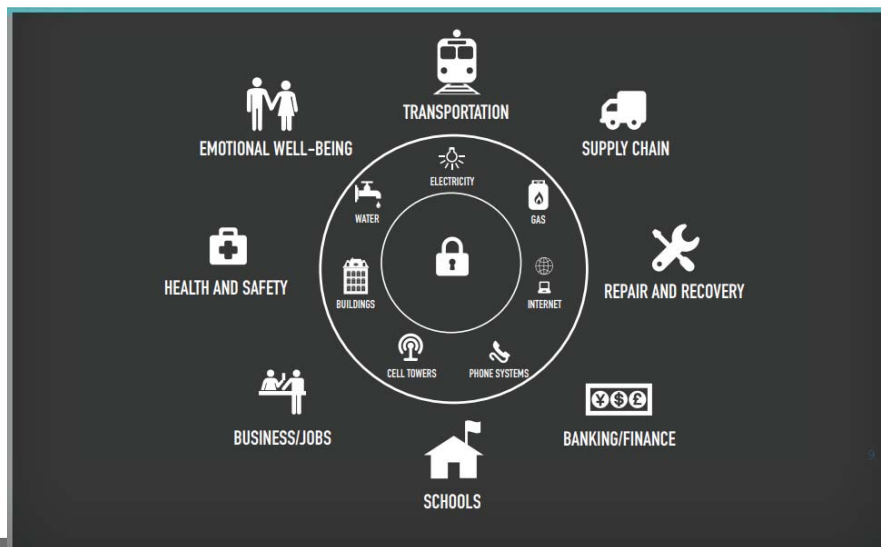 TRANSPORTATION
EMOTIONAL WELL-BEING
SUPPLY CHAIN
ELECTRICITY
WATER
GAS
HEALTH AND SAFETY
BUILDINGS
INTERNET
REPAIR AND RECOVERY
CELL TOWERS
PHONE SYSTEMS
¥ $ £
BUSINESS/JOBS
BANKING/FINANCE
9
SCHOOLS